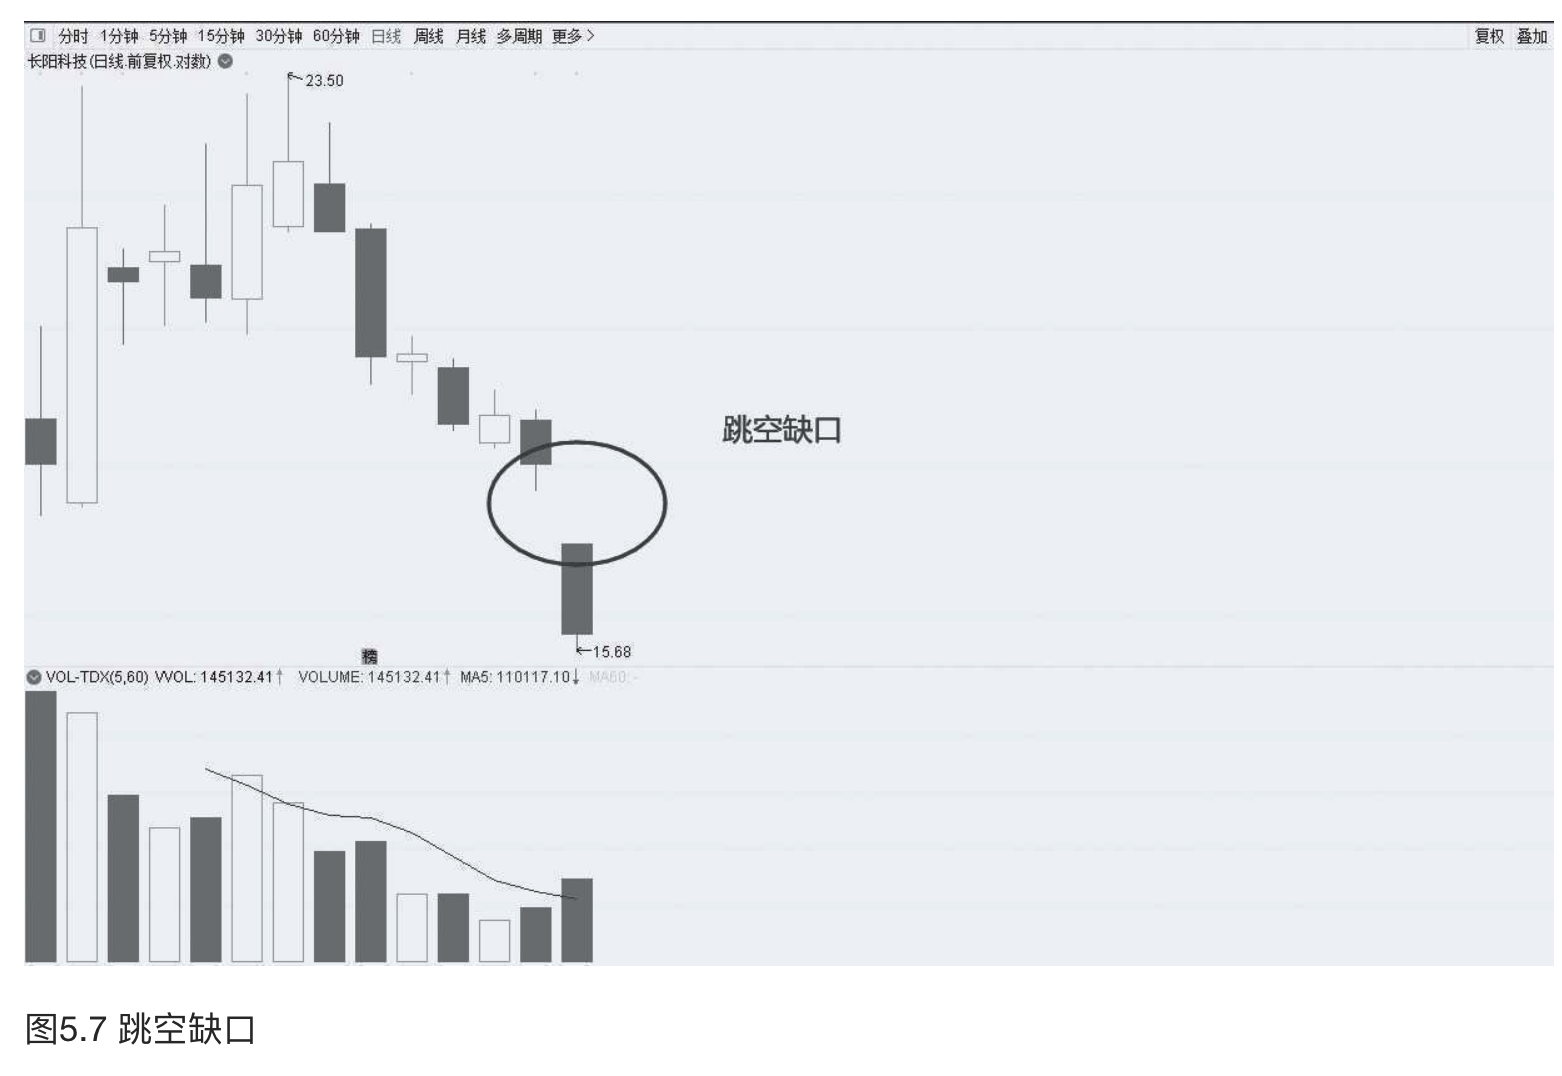 分时 1分钟 5分钟 15分钟 30分钟 60分钟 日线 周线 月线 多周期 更多 > 复权 叠加
长阳科技(日线.前复权.对数)
23.50
跳空缺口
15.68
榜
VOL-TDX(5,60) VVOL: 145132.41↑ VOLUME: 145132.41↑ MA5: 110117.10↓ MA60: -
图5.7 跳空缺口